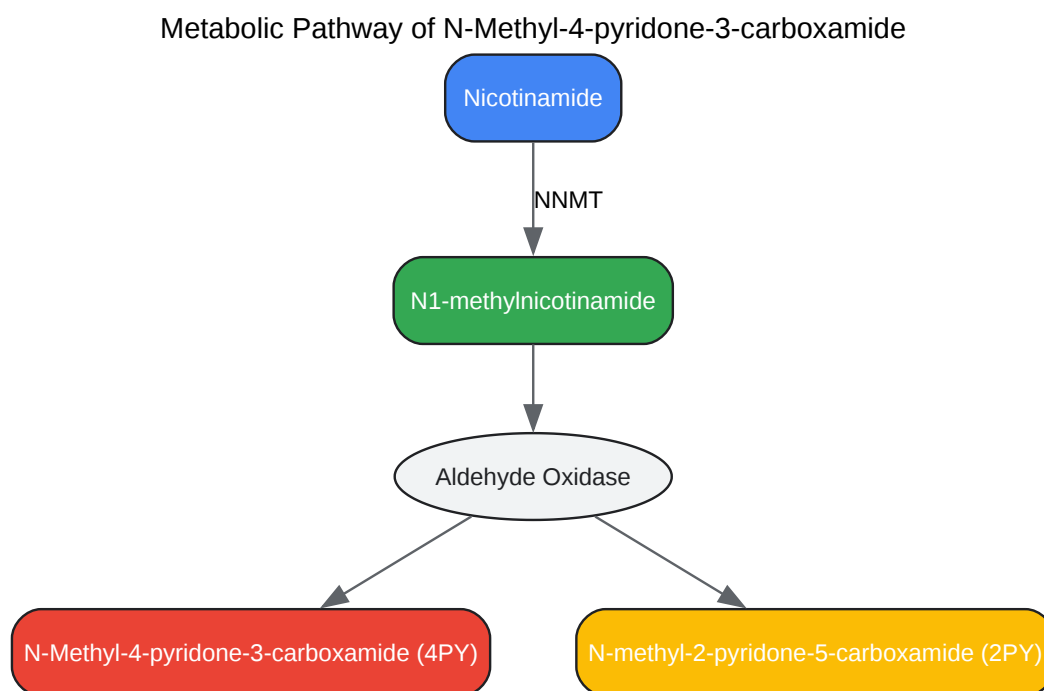 Metabolic Pathway of N-Methyl-4-pyridone-3-carboxamide
Nicotinamide
NNMT
N1-methylnicotinamide
Aldehyde Oxidase
N-Methyl-4-pyridone-3-carboxamide (4PY)
N-methyl-2-pyridone-5-carboxamide (2PY)